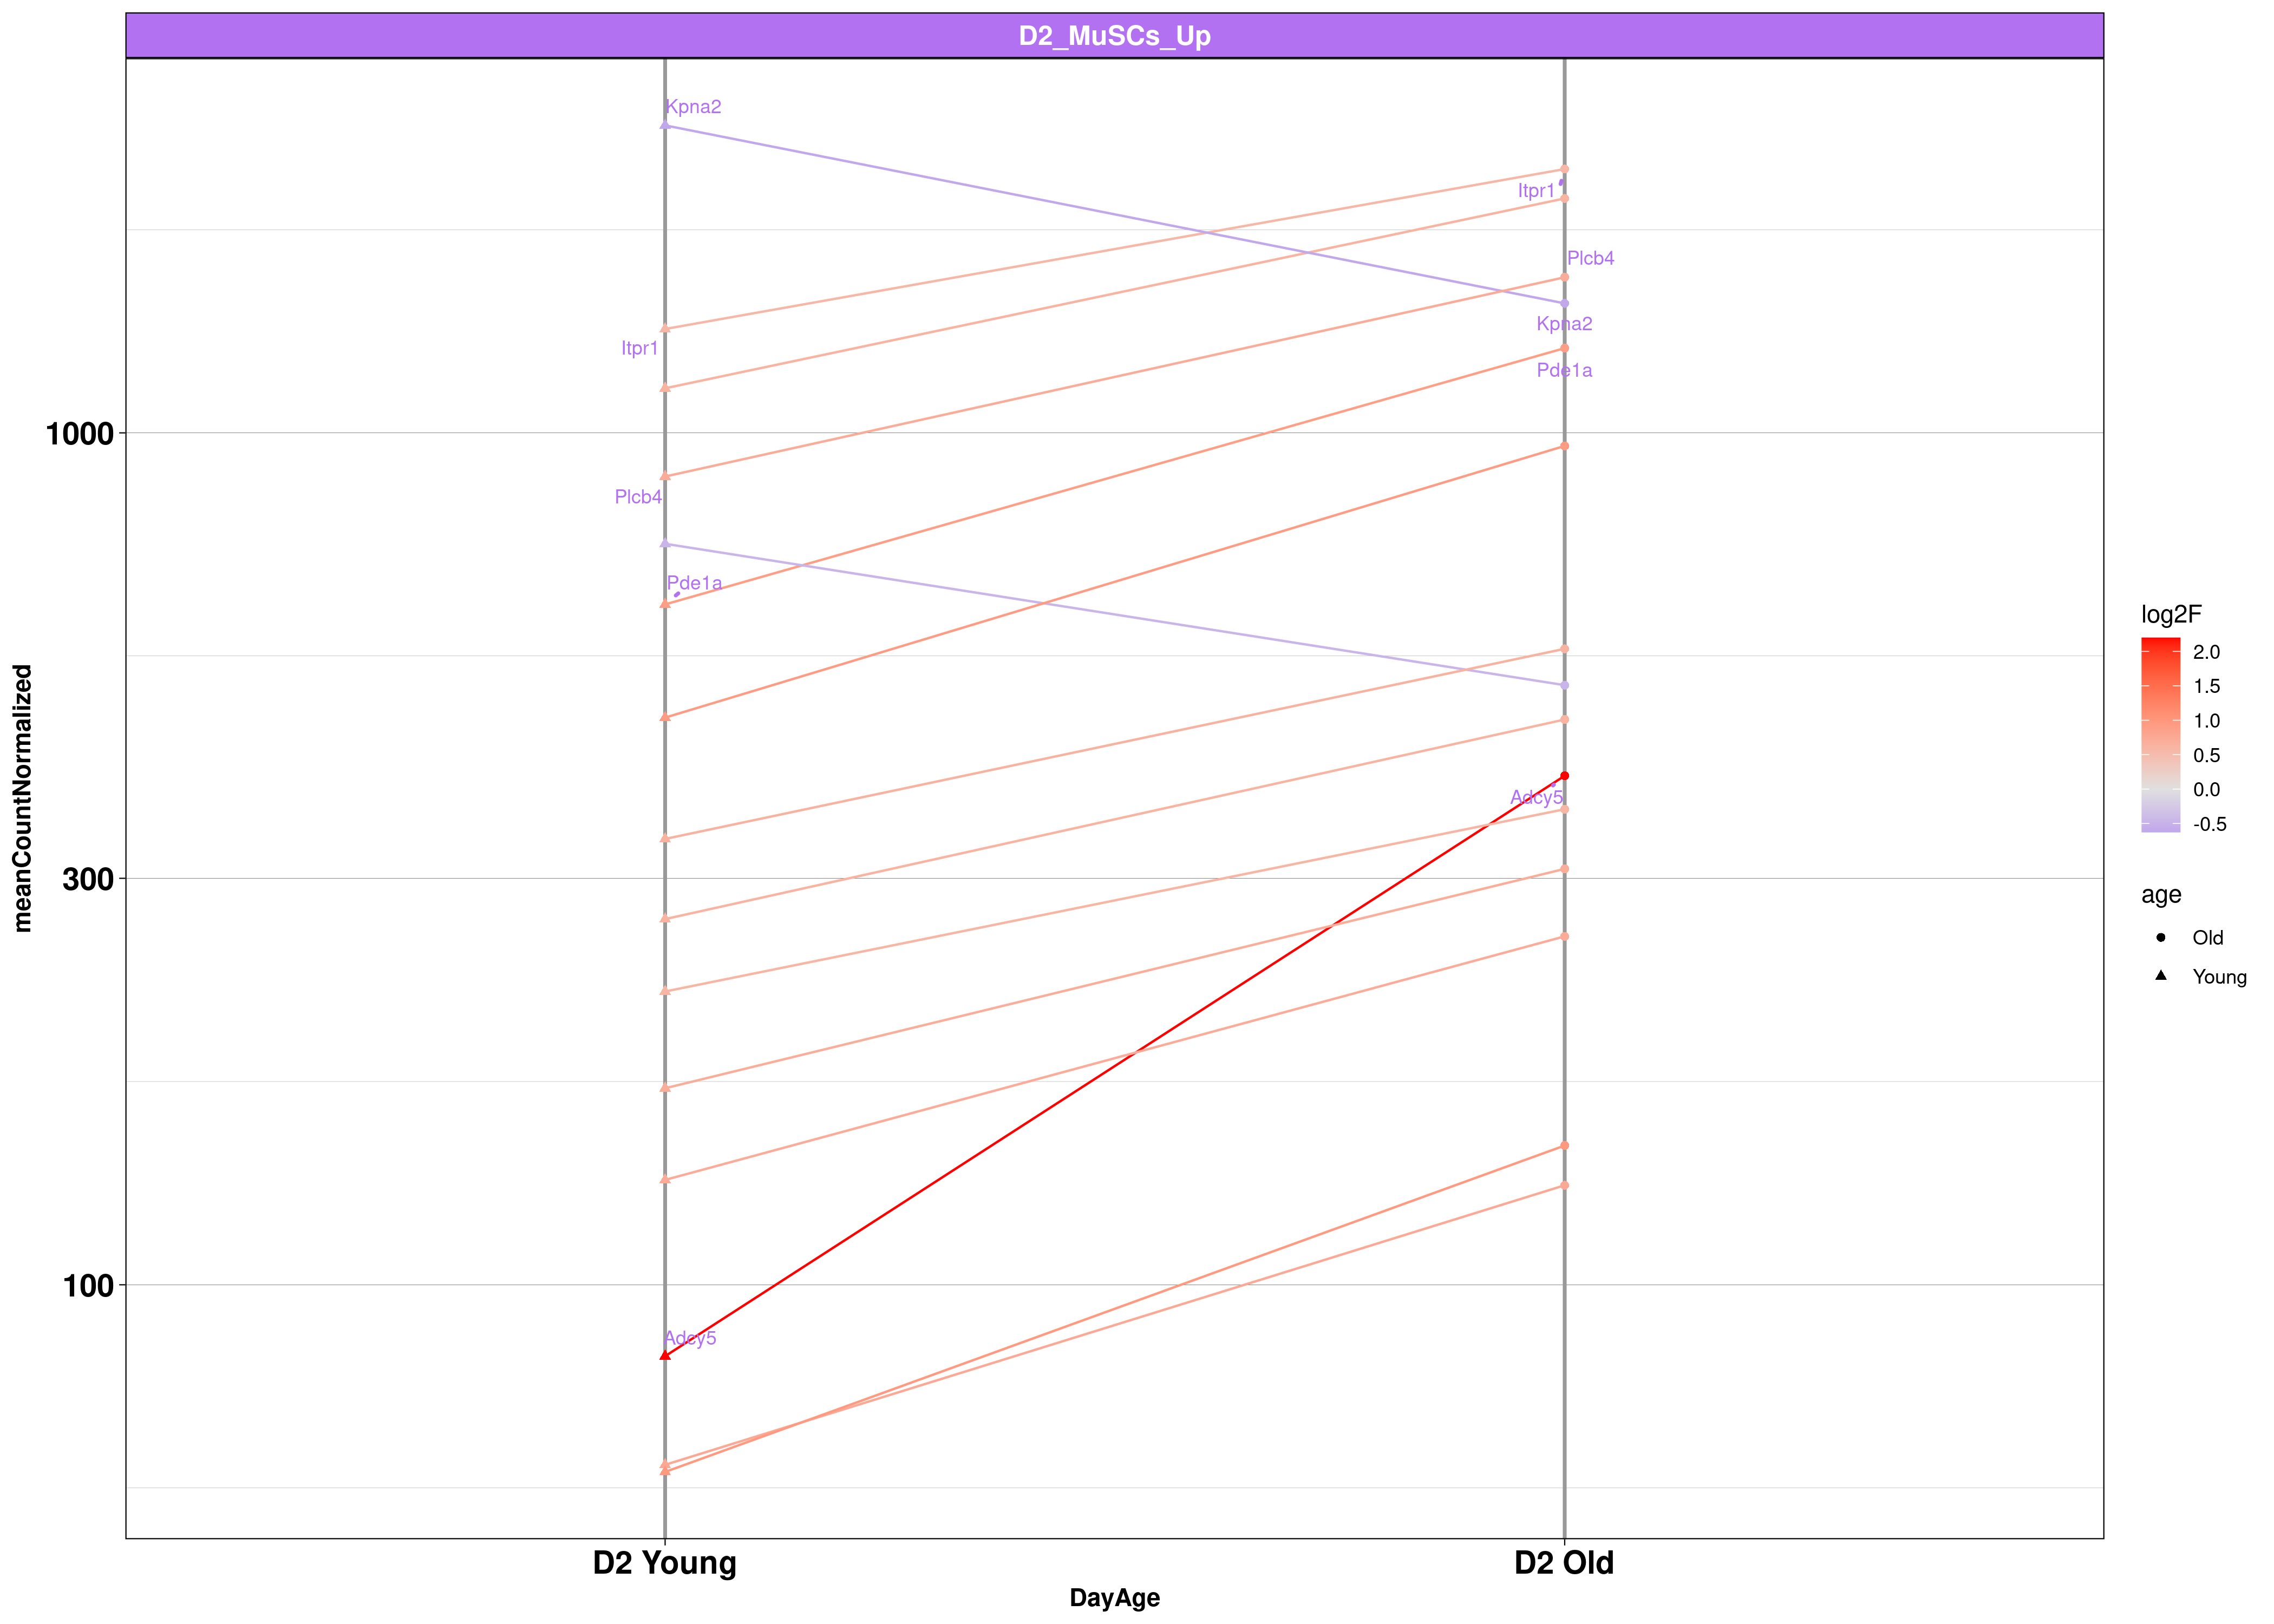 D2_MuSCs_Up
Kpna2
Itpr1
Plcb4
Kpna2
Itpr1
Pde1a
1000
Plcb4
Pde1a
Adcy5
300
100
Adcy5
meanCountNormalized
D2 Young
D2 Old
DayAge
log2F
2.0
1.5
1.0
0.5
0.0
-0.5
age
Old
Young